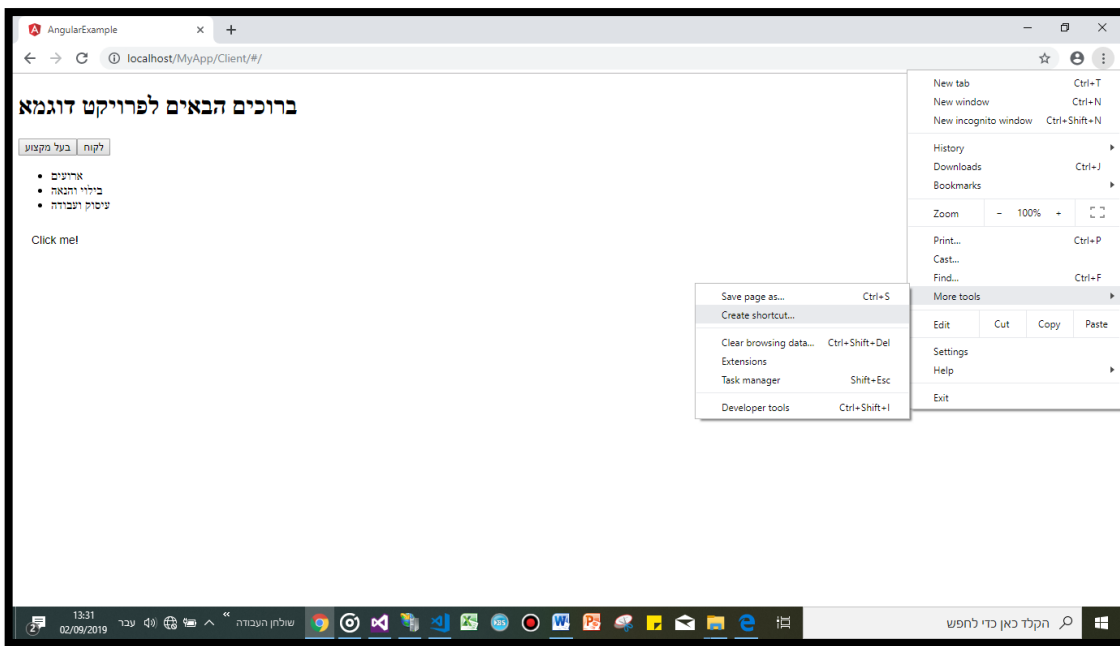 AngularExample
localhost/MyApp/Client/#/
ברוכים הבאים לפרויקט דוגמא
לקוח
בעל מקצוע
ארועים
בילוי והנאה
עיסוק ועבודה
Click me!
New tab Ctrl+T
New window Ctrl+N
New incognito window Ctrl+Shift+N
History
Downloads Ctrl+J
Bookmarks
Zoom - 100% +
Print... Ctrl+P
Cast...
Find... Ctrl+F
More tools
Edit Cut Copy Paste
Settings
Help
Exit
Save page as... Ctrl+S
Create shortcut...
Clear browsing data... Ctrl+Shift+Del
Extensions
Task manager Shift+Esc
Developer tools Ctrl+Shift+I
הקלד כאן כדי לחפש
שולחן העבודה
עבר
13:31
02/09/2019
2